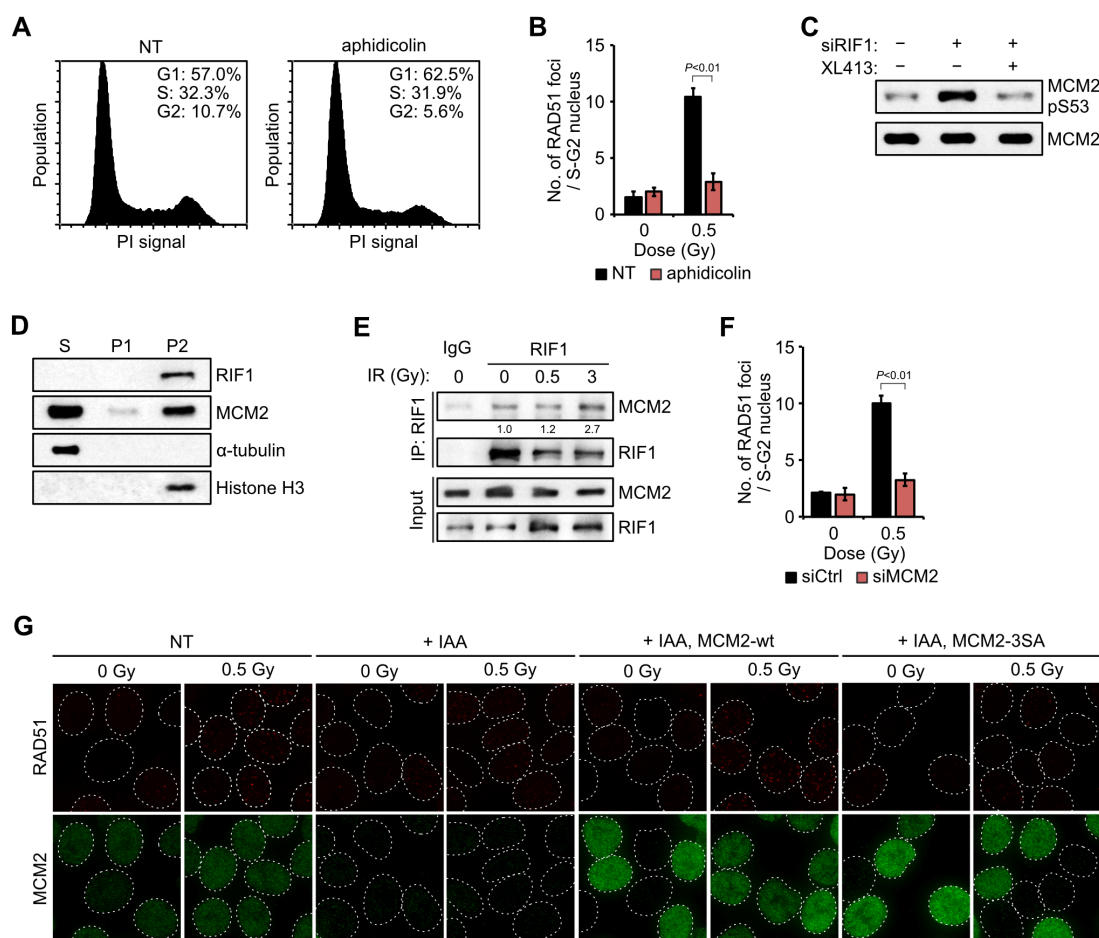 A
NT
G1: 57.0%
S: 32.3%
G2: 10.7%
Population
PI signal
aphidicolin
G1: 62.5%
S: 31.9%
G2: 5.6%
Population
PI signal
B
No. of RAD51 foci
/ S-G2 nucleus
15
10
5
0
P<0.01
0 0.5
Dose (Gy)
NT aphidicolin
C
siRIF1: – + +
XL413: – – +
MCM2
pS53
MCM2
D
S P1 P2
RIF1
MCM2
α-tubulin
Histone H3
E
IgG RIF1
IR (Gy): 0 0 0.5 3
IP: RIF1
MCM2
1.0 1.2 2.7
RIF1
Input
MCM2
RIF1
F
No. of RAD51 foci
/ S-G2 nucleus
15
10
5
0
P<0.01
0 0.5
Dose (Gy)
siCtrl siMCM2
G
NT + IAA + IAA, MCM2-wt + IAA, MCM2-3SA
0 Gy 0.5 Gy 0 Gy 0.5 Gy 0 Gy 0.5 Gy 0 Gy 0.5 Gy
RAD51
MCM2